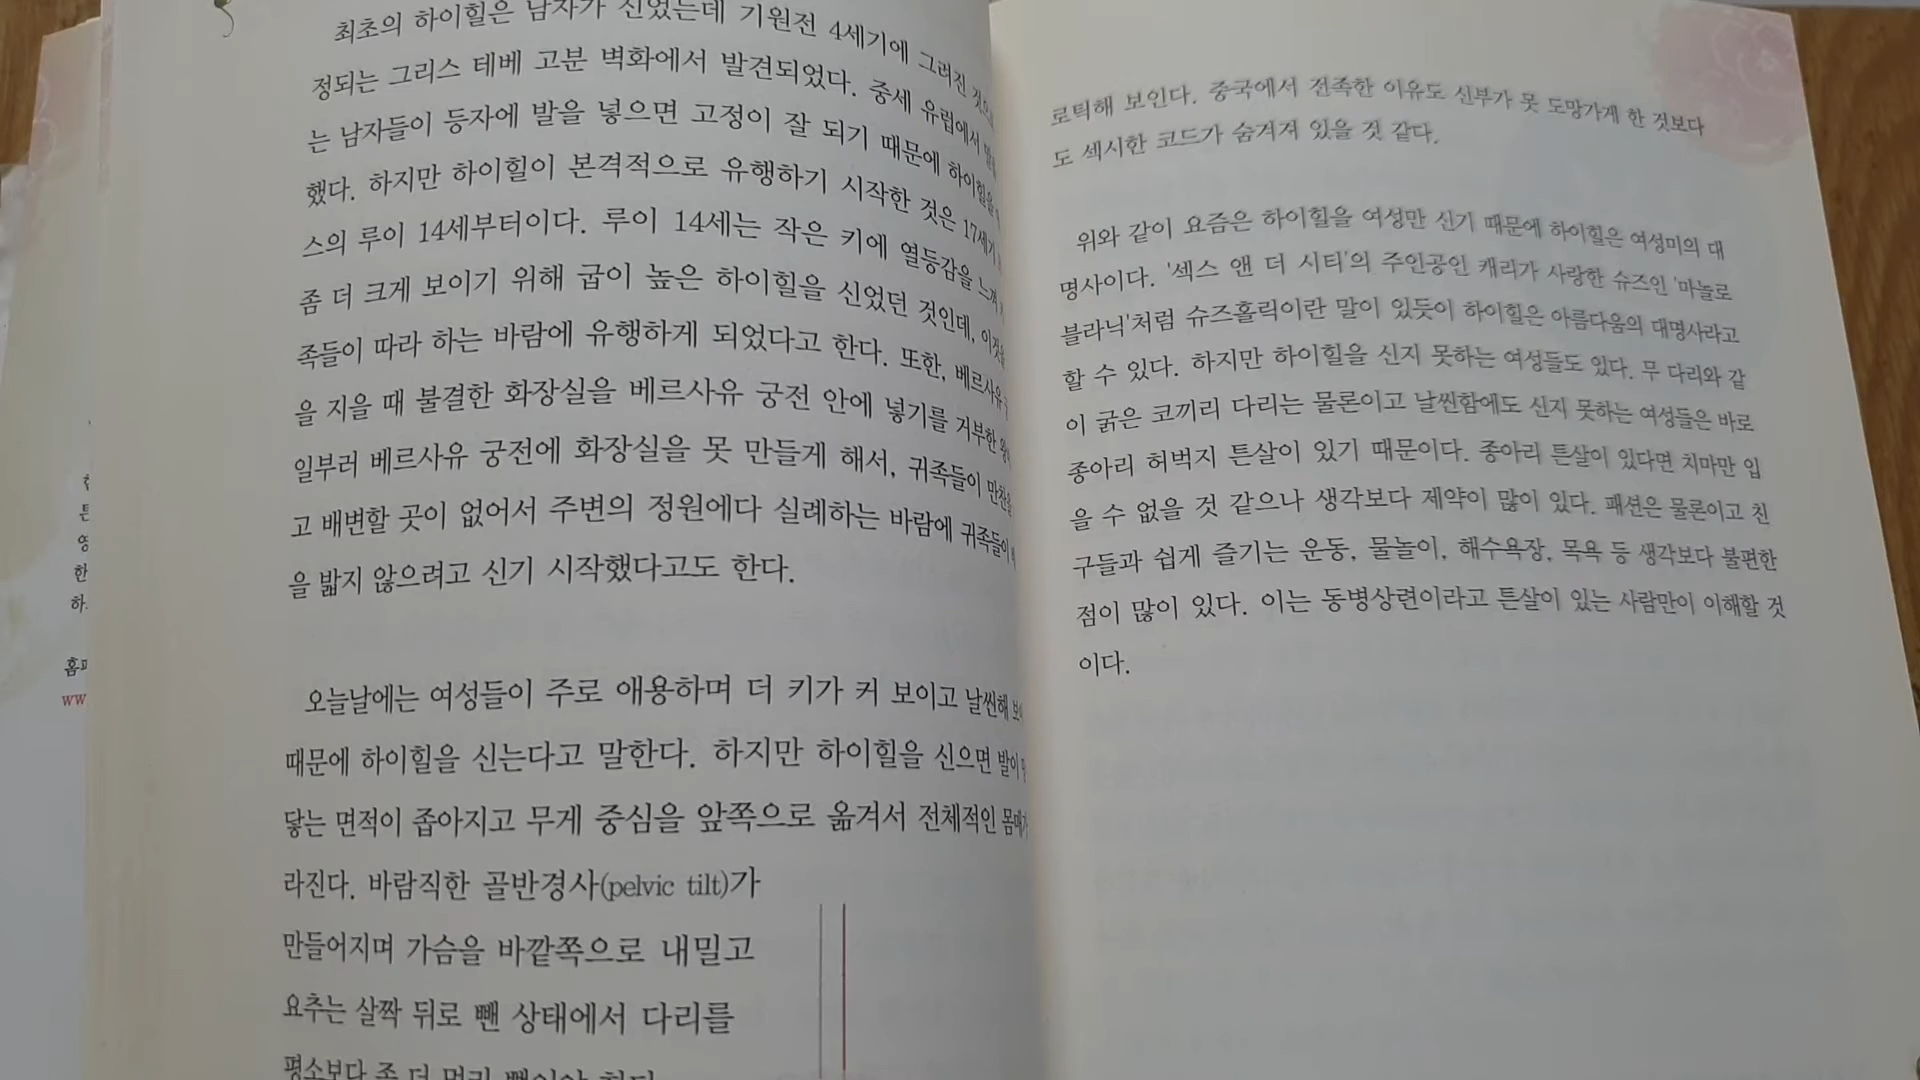 최초의 하이힐은 남자가 신었는데 기원전 4세기에 그려진 것으
정되는 그리스 테베 고분 벽화에서 발견되었다. 중세 유럽에서
는 남자들이 등자에 발을 넣으면 고정이 잘 되기 때문에 하이힐을
했다. 하지만 하이힐이 본격적으로 유행하기 시작한 것은 17세기
스의 루이 14세부터이다. 루이 14세는 작은 키에 열등감을 느껴
좀 더 크게 보이기 위해 굽이 높은 하이힐을 신었던 것인데, 이것을
족들이 따라 하는 바람에 유행하게 되었다고 한다. 또한, 베르사유
을 지을 때 불결한 화장실을 베르사유 궁전 안에 넣기를 거부한
일부러 베르사유 궁전에 화장실을 못 만들게 해서, 귀족들이 만찬을
고 배변할 곳이 없어서 주변의 정원에다 실례하는 바람에 귀족들이
을 밟지 않으려고 신기 시작했다고도 한다.
오늘날에는 여성들이 주로 애용하며 더 키가 커 보이고 날씬해
때문에 하이힐을 신는다고 말한다. 하지만 하이힐을 신으면 발이
닿는 면적이 좁아지고 무게 중심을 앞쪽으로 옮겨서 전체적인
라진다. 바람직한 골반경사(pelvic tilt)가
만들어지며 가슴을 바깥쪽으로 내밀고
요추는 살짝 뒤로 뺀 상태에서 다리를
평소보다 좀 더
로틱해 보인다. 중국에서 전족한 이유도 신부가 못 도망가게 한 것보다
도 섹시한 코드가 숨겨져 있을 것 같다.
위와 같이 요즘은 하이힐을 여성만 신기 때문에 하이힐은 여성미의 대
명사이다. '섹스 앤 더 시티'의 주인공인 캐리가 사랑한 슈즈인 '마놀로
블라닉'처럼 슈즈홀릭이란 말이 있듯이 하이힐은 아름다움의 대명사라고
할 수 있다. 하지만 하이힐을 신지 못하는 여성들도 있다. 무 다리와 같
이 굵은 코끼리 다리는 물론이고 날씬함에도 신지 못하는 여성들은 바로
종아리 허벅지 튼살이 있기 때문이다. 종아리 튼살이 있다면 치마만 입
을 수 없을 것 같으나 생각보다 제약이 많이 있다. 패션은 물론이고 친
구들과 쉽게 즐기는 운동, 물놀이, 해수욕장, 목욕 등 생각보다 불편한
점이 많이 있다. 이는 동병상련이라고 튼살이 있는 사람만이 이해할 것
이다.